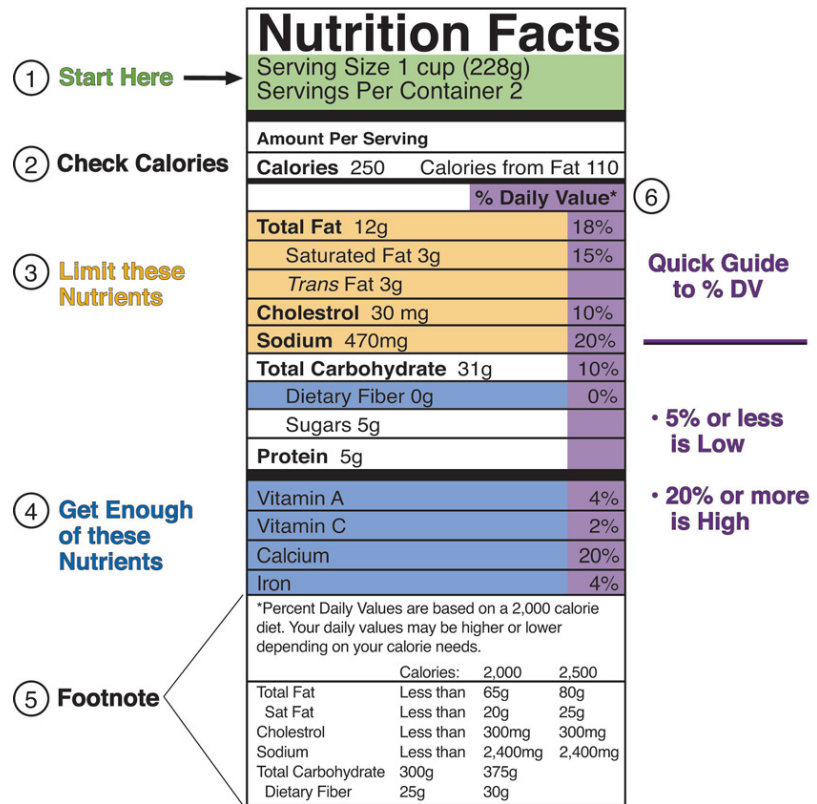 Nutrition Facts
1 Start Here
Serving Size 1 cup (228g)
Servings Per Container 2
Amount Per Serving
2 Check Calories
Calories 250 Calories from Fat 110
% Daily Value*
6
Total Fat 12g 18%
Saturated Fat 3g 15%
Trans Fat 3g
3 Limit these
Nutrients
Cholestrol 30 mg 10%
Sodium 470mg 20%
Total Carbohydrate 31g 10%
Dietary Fiber 0g 0%
Sugars 5g
Protein 5g
Quick Guide
to % DV
• 5% or less
is Low
• 20% or more
is High
4 Get Enough
of these
Nutrients
Vitamin A 4%
Vitamin C 2%
Calcium 20%
Iron 4%
5 Footnote
*Percent Daily Values are based on a 2,000 calorie
diet. Your daily values may be higher or lower
depending on your calorie needs.
Calories: 2,000 2,500
Total Fat Less than 65g 80g
Sat Fat Less than 20g 25g
Cholestrol Less than 300mg 300mg
Sodium Less than 2,400mg 2,400mg
Total Carbohydrate 300g 375g
Dietary Fiber 25g 30g